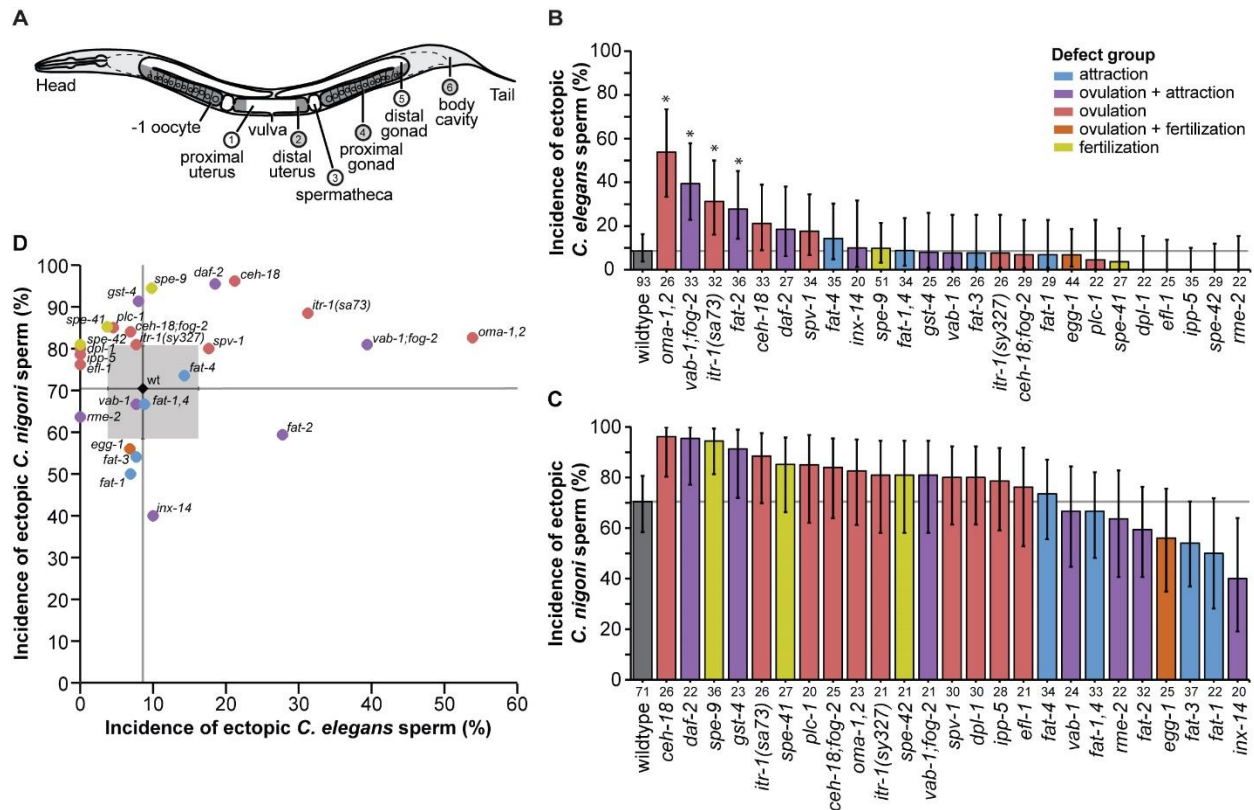 A
Head
Tail
-1 oocyte
vulva
1
proximal
uterus
2
distal
uterus
3
spermatheca
4
proximal
gonad
5
distal
gonad
6
body
cavity
B
Incidence of ectopic
C. elegans sperm (%)
100
80
60
40
20
0
* * * *
Defect group
attraction
ovulation + attraction
ovulation
ovulation + fertilization
fertilization
93 26 33 32 36 33 27 34 35 20 51 34 25 26 26 26 29 29 44 22 27 22 21 35 29 22
wildtype
oma-1,2
vab-1;fog-2
itr-1(sa73)
fat-2
ceh-18
daf-2
spv-1
fat-4
inx-14
spe-9
fat-1,4
gst-4
vab-1
fat-3
itr-1(sy327)
ceh-18;fog-2
fat-1
egg-1
plc-1
spe-41
dpl-1
efl-1
ipp-5
spe-42
rme-2
C
Incidence of ectopic
C. nigoni sperm (%)
100
80
60
40
20
0
71 26 22 36 23 26 27 20 25 23 21 21 21 30 30 28 21 34 24 33 22 32 25 37 22 20
wildtype
ceh-18
daf-2
spe-9
gst-4
itr-1(sa73)
spe-41
plc-1
ceh-18;fog-2
oma-1,2
itr-1(sy327)
spe-42
vab-1;fog-2
spv-1
dpl-1
ipp-5
efl-1
fat-4
vab-1
fat-1,4
rme-2
fat-2
egg-1
fat-3
fat-1
inx-14
D
Incidence of ectopic C. nigoni sperm (%)
100
90
80
70
60
50
40
30
20
10
0
daf-2
ceh-18
spe-9
gst-4
itr-1(sa73)
spe-41
plc-1
ceh-18;fog-2
spe-42
itr-1(sy327)
dpl-1
ipp-5
efl-1
spv-1
vab-1;fog-2
oma-1,2
wt
fat-4
vab-1
fat-1,4
rme-2
fat-2
egg-1
fat-3
fat-1
inx-14
0 10 20 30 40 50 60
Incidence of ectopic C. elegans sperm (%)